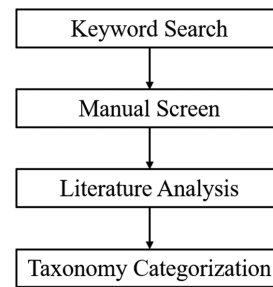 Keyword Search
Manual Screen
Literature Analysis
Taxonomy Categorization